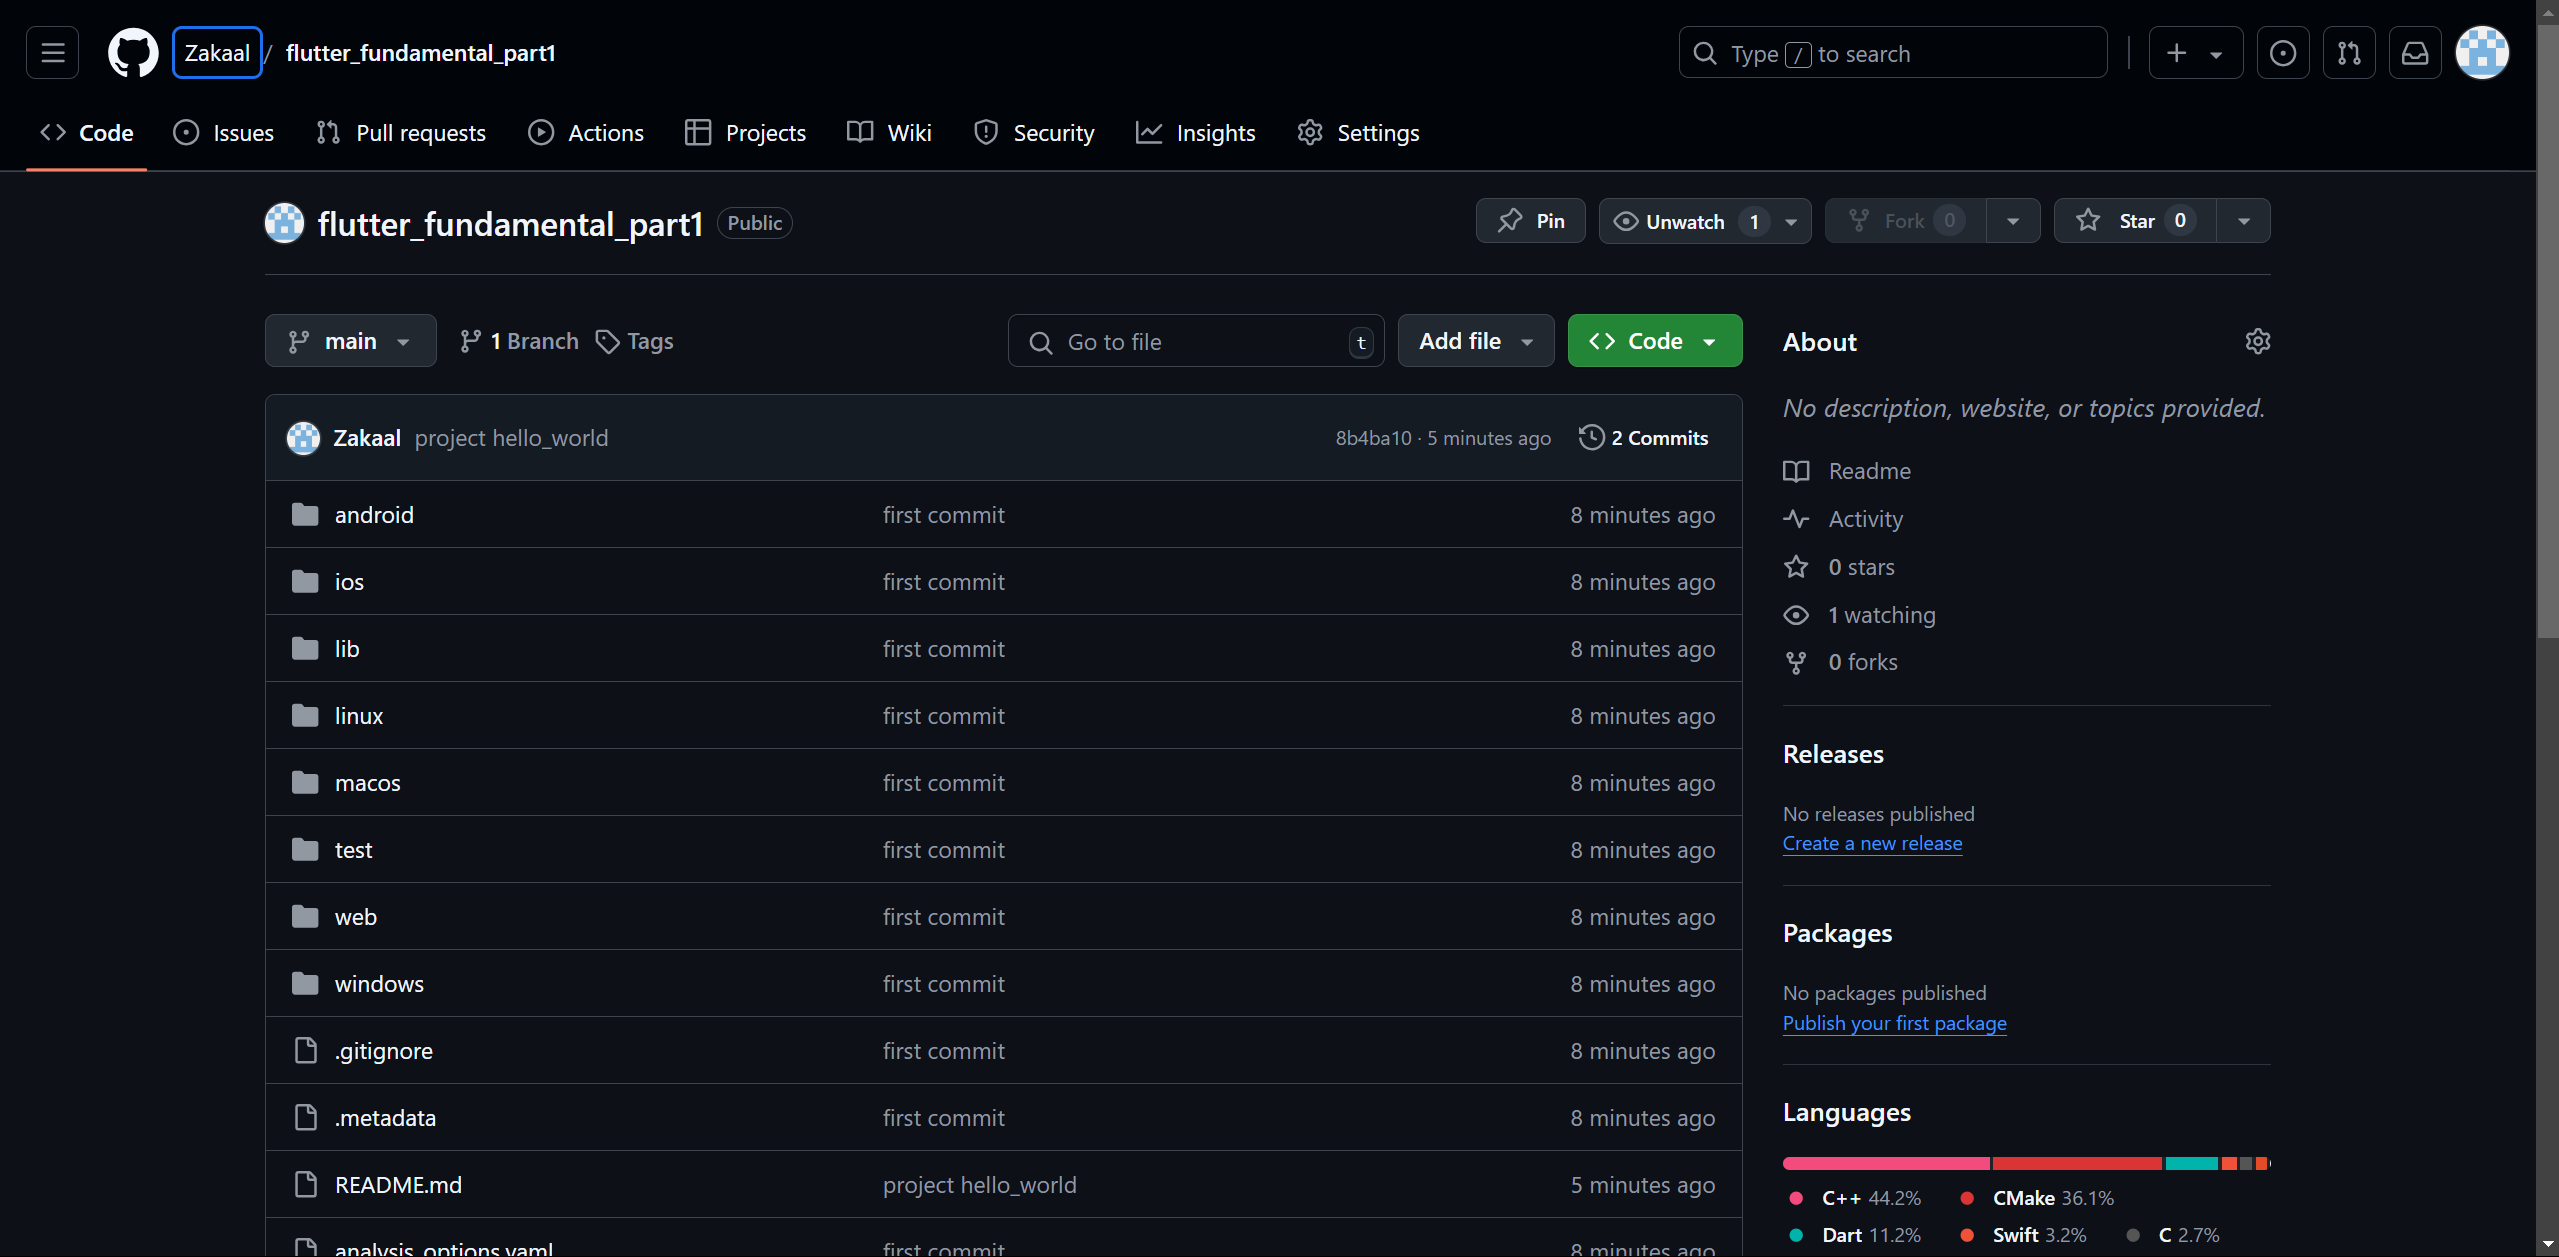 Zakaal / flutter_fundamental_part1 Type / to search
Code Issues Pull requests Actions Projects Wiki Security Insights Settings
flutter_fundamental_part1 Public Pin Unwatch 1 Fork 0 Star 0
main 1 Branch Tags Go to file t Add file Code
Zakaal project hello_world 8b4ba10 · 5 minutes ago 2 Commits
android first commit 8 minutes ago
ios first commit 8 minutes ago
lib first commit 8 minutes ago
linux first commit 8 minutes ago
macos first commit 8 minutes ago
test first commit 8 minutes ago
web first commit 8 minutes ago
windows first commit 8 minutes ago
.gitignore first commit 8 minutes ago
.metadata first commit 8 minutes ago
README.md project hello_world 5 minutes ago
analysis_options.yaml first commit 8 minutes ago
About
No description, website, or topics provided.
Readme
Activity
0 stars
1 watching
0 forks
Releases
No releases published
Create a new release
Packages
No packages published
Publish your first package
Languages
C++ 44.2% CMake 36.1%
Dart 11.2% Swift 3.2% C 2.7%